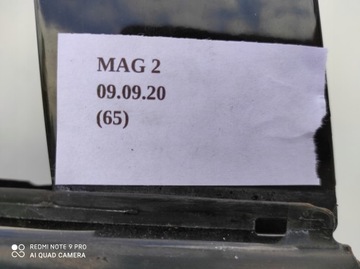 MAG 2
09.09.20
(65)
REDMI NOTE 9 PRO
AI QUAD CAMERA